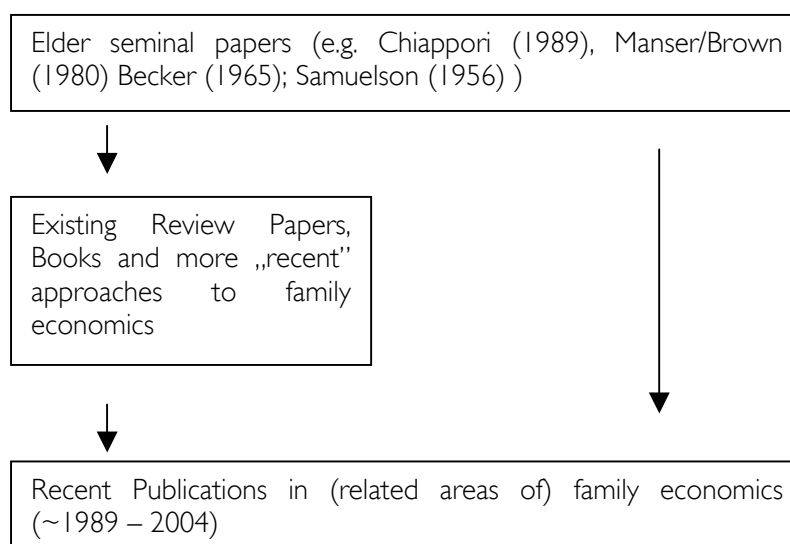 Elder seminal papers (e.g. Chiappori (1989), Manser/Brown
(1980) Becker (1965); Samuelson (1956) )
Existing Review Papers,
Books and more „recent”
approaches to family
economics
Recent Publications in (related areas of) family economics
(~1989 – 2004)